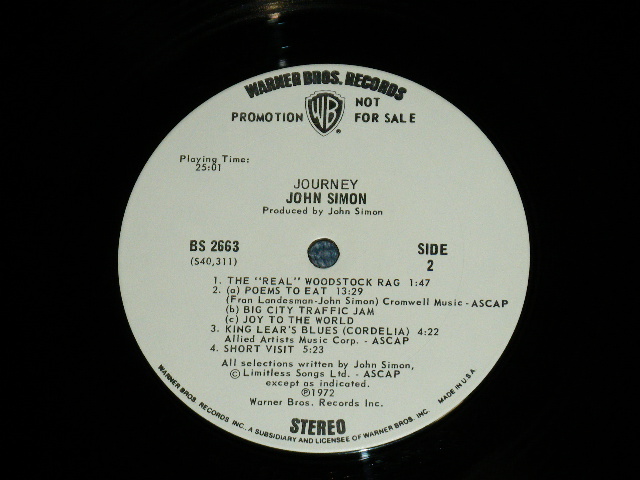 WARNER BROS. RECORDS
PROMOTION WB NOT FOR SALE
Playing Time:
25:01
JOURNEY
JOHN SIMON
Produced by John Simon
BS 2663
(S40,311)
SIDE
2
1. THE "REAL" WOODSTOCK RAG 1:47
2. (a) POEMS TO EAT 13:29
(Fran Landesman-John Simon) Cromwell Music - ASCAP
(b) BIG CITY TRAFFIC JAM
(c) JOY TO THE WORLD
3. KING LEAR'S BLUES (CORDELIA) 4:22
Allied Artists Music Corp. - ASCAP
4. SHORT VISIT 5:23
All selections written by John Simon,
© Limitless Songs Ltd. - ASCAP
except as indicated.
℗1972
Warner Bros. Records Inc.
STEREO
WARNER BROS. RECORDS INC., A SUBSIDIARY AND LICENSEE OF WARNER BROS. INC. MADE IN U.S.A.